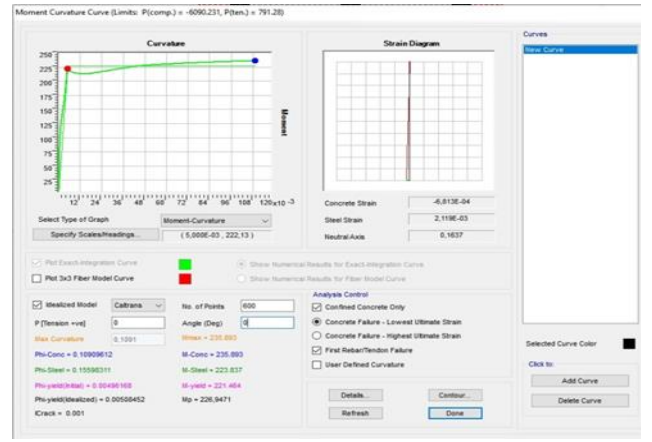 Moment Curvature Curve (Limits: P(comp.) = -6090.231, P(ten.) = 791.28)
Curvature
250
225
200
175
150
125
100
75
50
25
12 24 36 48 60 72 84 96 108 120 x10 -3
Moment
Select Type of Graph
Moment-Curvature
Specify Scales/Headings...
( 5,000E-03 , 222,13 )
Strain Diagram
Concrete Strain
-6,813E-04
Steel Strain
2,119E-03
Neutral Axis
0,1637
Curves
New Curve
Plot Exact-Integration Curve
Show Numerical Results for Exact-Integration Curve
Plot 3x3 Fiber Model Curve
Show Numerical Results for Fiber Model Curve
Idealized Model
Caltrans
No. of Points
600
P [Tension +ve]
0
Angle (Deg)
0
Max Curvature
0,1091
Mmax = 235.893
Phi-Conc = 0.10909612
M-Conc = 235.893
Phi-Steel = 0.15598311
M-Steel = 223.837
Phi-yield(Initial) = 0.00496168
M-yield = 221.464
Phi-yield(Idealized) = 0.00508452
Mp = 226,9471
ICrack = 0.001
Analysis Control
Confined Concrete Only
Concrete Failure - Lowest Ultimate Strain
Concrete Failure - Highest Ultimate Strain
First Rebar/Tendon Failure
User Defined Curvature
Details...
Contour...
Refresh
Done
Selected Curve Color
Click to:
Add Curve
Delete Curve